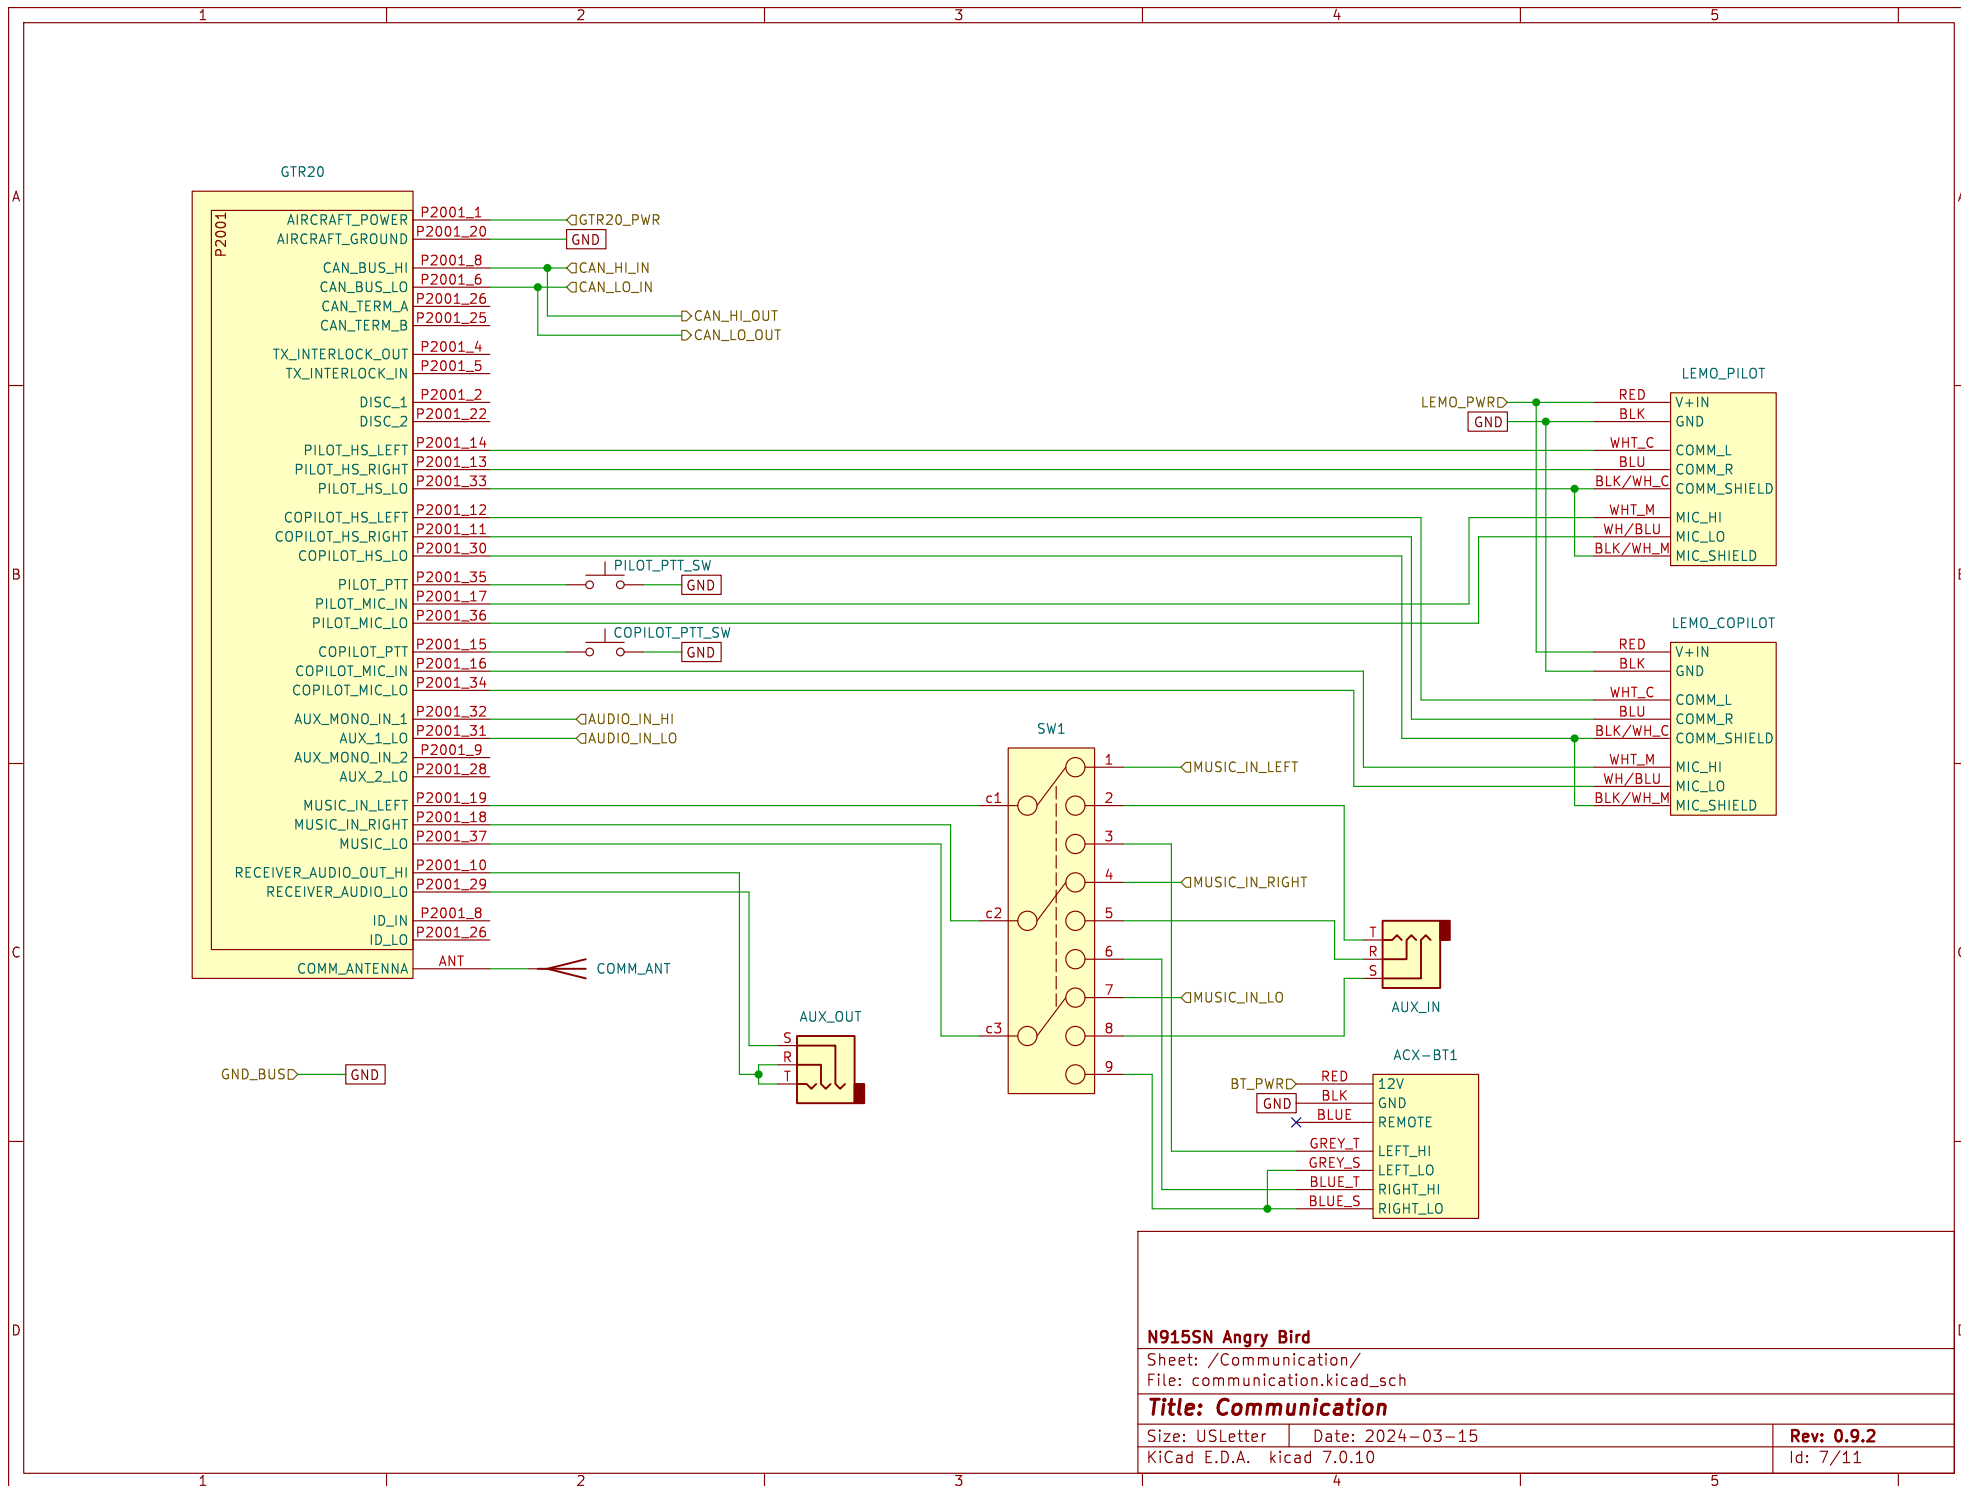 1 2 3 4 5
A
B
C
D
GTR20
P2001
AIRCRAFT_POWER P2001_1 GTR20_PWR
AIRCRAFT_GROUND P2001_20 GND
CAN_BUS_HI P2001_8 CAN_HI_IN
CAN_BUS_LO P2001_6 CAN_LO_IN
CAN_TERM_A P2001_26
CAN_HI_OUT
CAN_TERM_B P2001_25
CAN_LO_OUT
TX_INTERLOCK_OUT P2001_4
TX_INTERLOCK_IN P2001_5
DISC_1 P2001_2
DISC_2 P2001_22
PILOT_HS_LEFT P2001_14
PILOT_HS_RIGHT P2001_13
PILOT_HS_LO P2001_33
COPILOT_HS_LEFT P2001_12
COPILOT_HS_RIGHT P2001_11
COPILOT_HS_LO P2001_30
PILOT_PTT_SW
PILOT_PTT P2001_35 GND
PILOT_MIC_IN P2001_17
PILOT_MIC_LO P2001_36
COPILOT_PTT_SW
COPILOT_PTT P2001_15 GND
COPILOT_MIC_IN P2001_16
COPILOT_MIC_LO P2001_34
AUX_MONO_IN_1 P2001_32 AUDIO_IN_HI
AUX_1_LO P2001_31 AUDIO_IN_LO
AUX_MONO_IN_2 P2001_9
AUX_2_LO P2001_28
MUSIC_IN_LEFT P2001_19
MUSIC_IN_RIGHT P2001_18
MUSIC_LO P2001_37
RECEIVER_AUDIO_OUT_HI P2001_10
RECEIVER_AUDIO_LO P2001_29
ID_IN P2001_8
ID_LO P2001_26
COMM_ANTENNA ANT COMM_ANT
GND_BUS GND
AUX_OUT
S
R
T
SW1
c1
c2
c3
1 MUSIC_IN_LEFT
2
3
4 MUSIC_IN_RIGHT
5
6
7 MUSIC_IN_LO
8
9
LEMO_PILOT
LEMO_PWR RED V+IN
GND BLK GND
WHT_C COMM_L
BLU COMM_R
BLK/WH_C COMM_SHIELD
WHT_M MIC_HI
WH/BLU MIC_LO
BLK/WH_M MIC_SHIELD
LEMO_COPILOT
RED V+IN
BLK GND
WHT_C COMM_L
BLU COMM_R
BLK/WH_C COMM_SHIELD
WHT_M MIC_HI
WH/BLU MIC_LO
BLK/WH_M MIC_SHIELD
T
R
S
AUX_IN
ACX-BT1
BT_PWR RED 12V
GND BLK GND
BLUE REMOTE
GREY_T LEFT_HI
GREY_S LEFT_LO
BLUE_T RIGHT_HI
BLUE_S RIGHT_LO
N915SN Angry Bird
Sheet: /Communication/
File: communication.kicad_sch
Title: Communication
Size: USLetter Date: 2024-03-15 Rev: 0.9.2
KiCad E.D.A. kicad 7.0.10 Id: 7/11
1 2 3 4 5